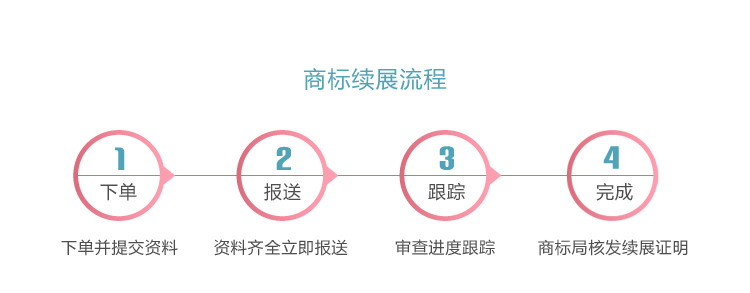 商标续展流程
1
下单
2
报送
3
跟踪
4
完成
下单并提交资料
资料齐全立即报送
审查进度跟踪
商标局核发续展证明